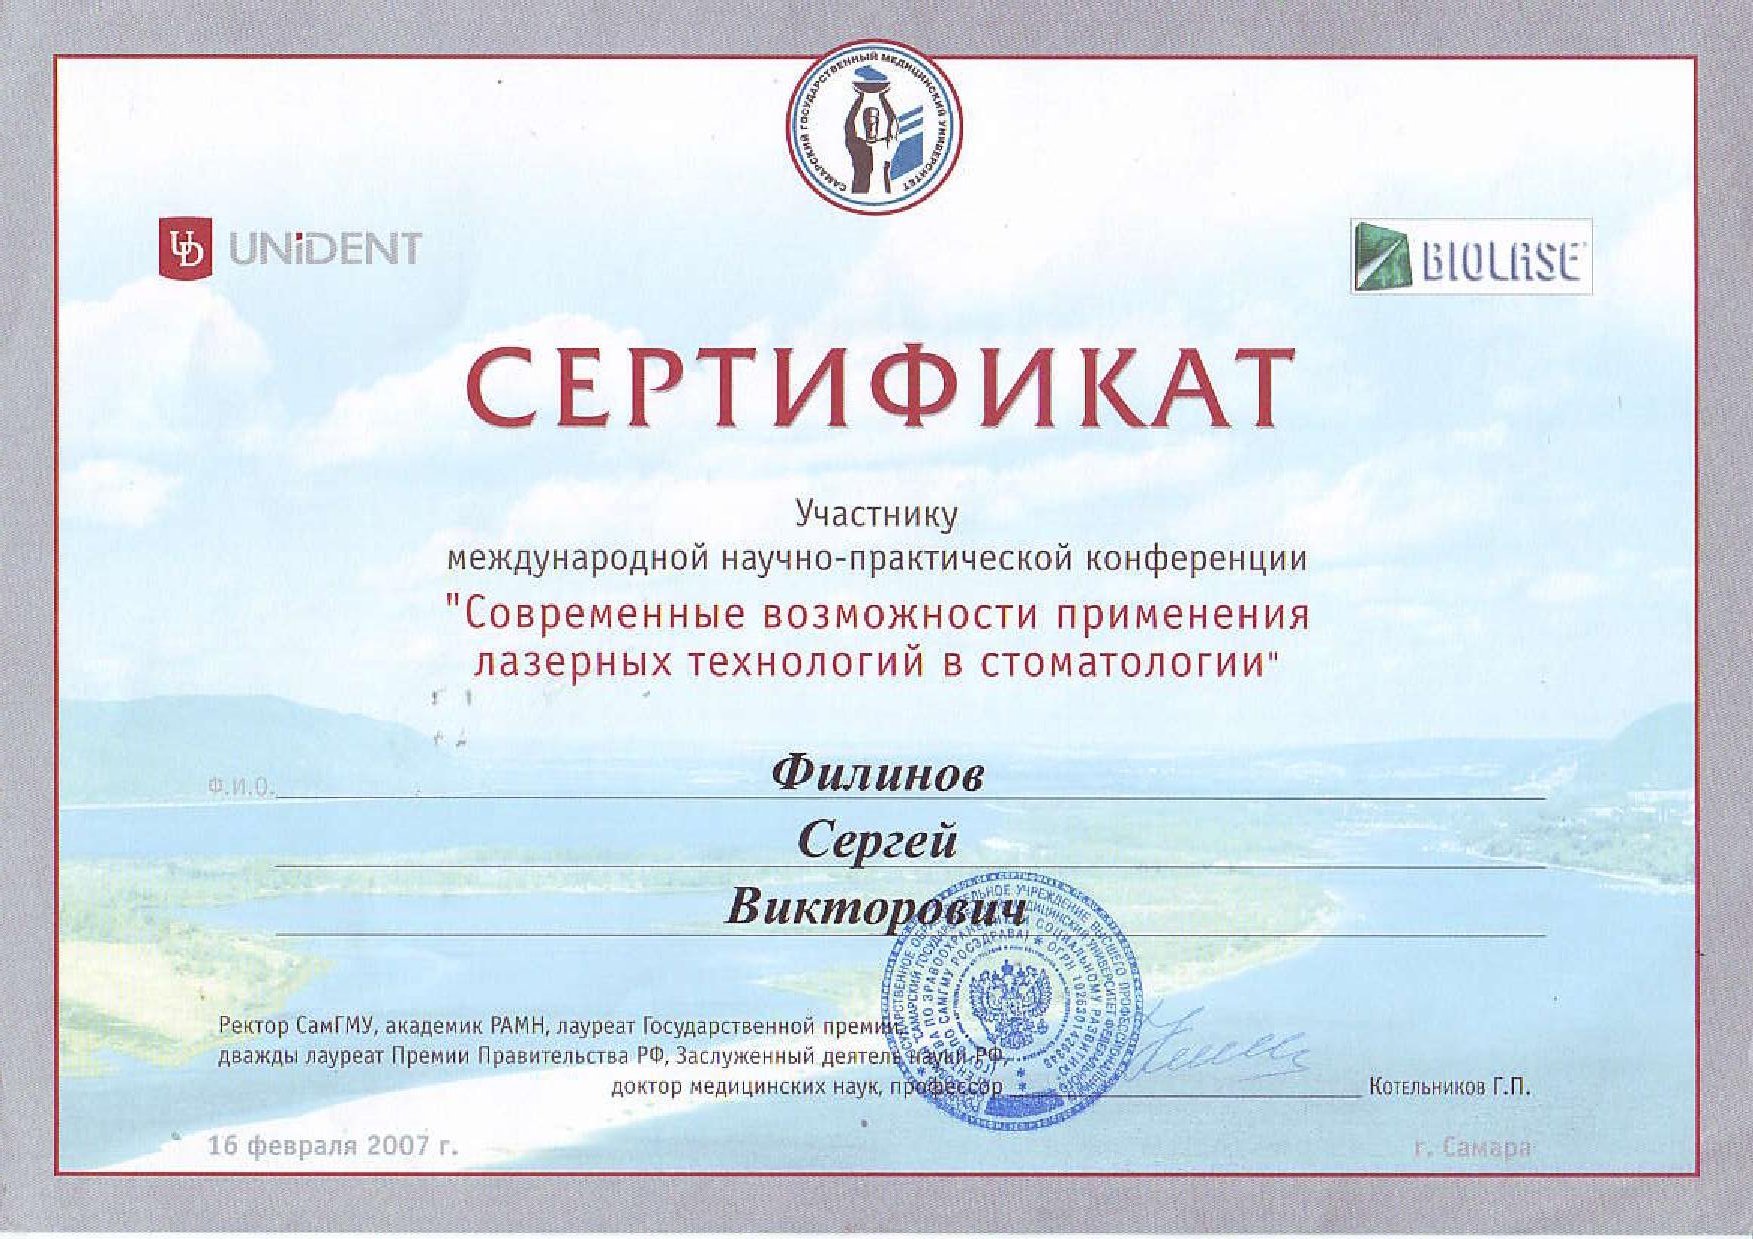 САМАРСКИЙ ГОСУДАРСТВЕННЫЙ МЕДИЦИНСКИЙ УНИВЕРСИТЕТ
UD UNiDENT
BIOLASE
СЕРТИФИКАТ
Участнику
международной научно-практической конференции
"Современные возможности применения
лазерных технологий в стоматологии"
Филинов
Ф.И.О.
Сергей
Викторович
Ректор СамГМУ, академик РАМН, лауреат Государственной премии,
дважды лауреат Премии Правительства РФ, Заслуженный деятель науки РФ,
доктор медицинских наук, профессор
Котельников Г.П.
16 февраля 2007 г.
г. Самара